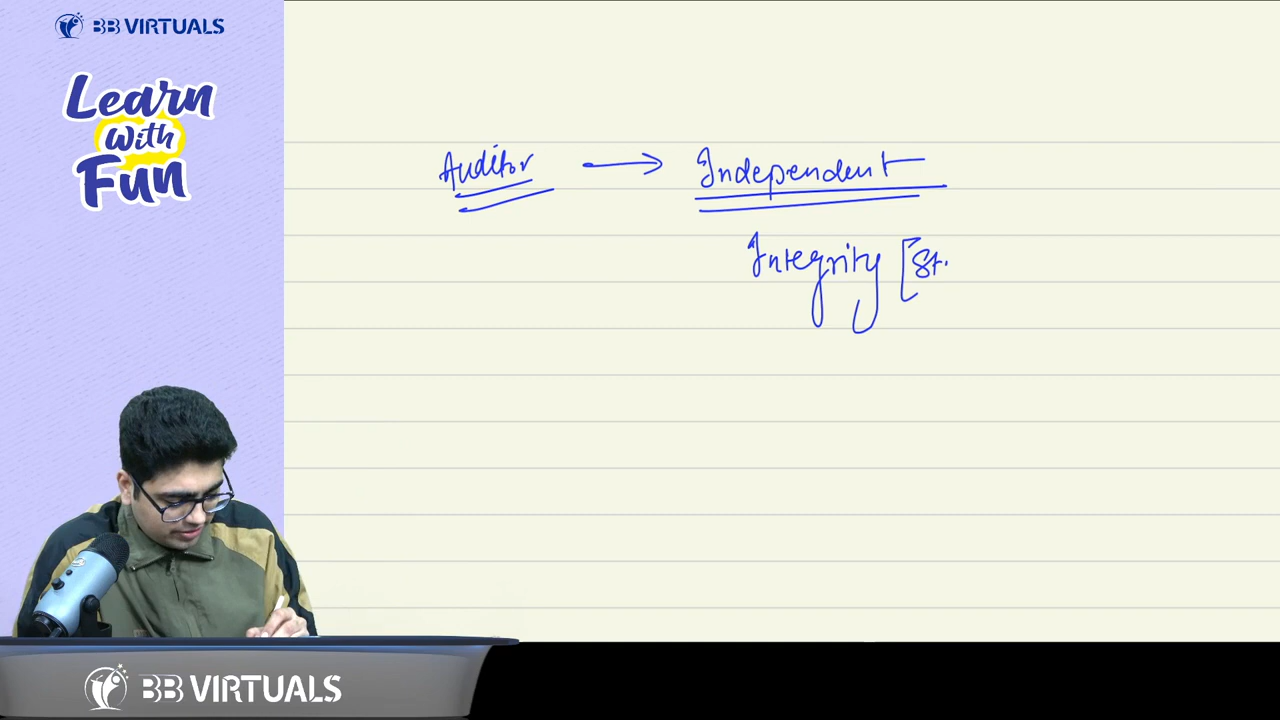 BB VIRTUALS
Learn
With
Fun
Auditor → Independent
Integrity [St.
BB VIRTUALS